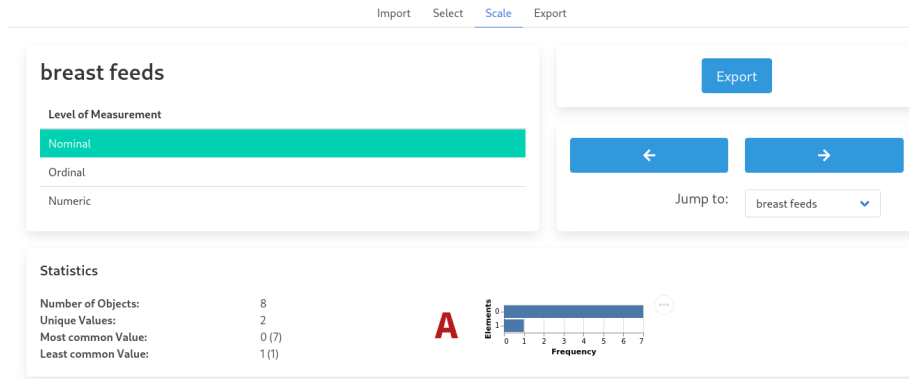 Import Select Scale Export
breast feeds
Level of Measurement
Nominal
Ordinal
Numeric
Export
Jump to: breast feeds
Statistics
Number of Objects: 8
Unique Values: 2
Most common Value: 0 (7)
Least common Value: 1 (1)
A
Elements
0
1
0 1 2 3 4 5 6 7
Frequency